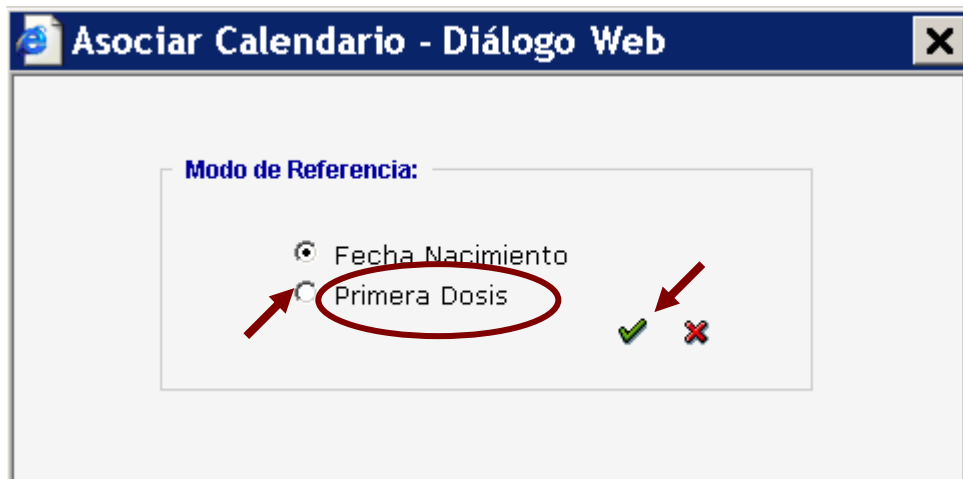 Asociar Calendario - Diálogo Web
Modo de Referencia:
Fecha Nacimiento
Primera Dosis